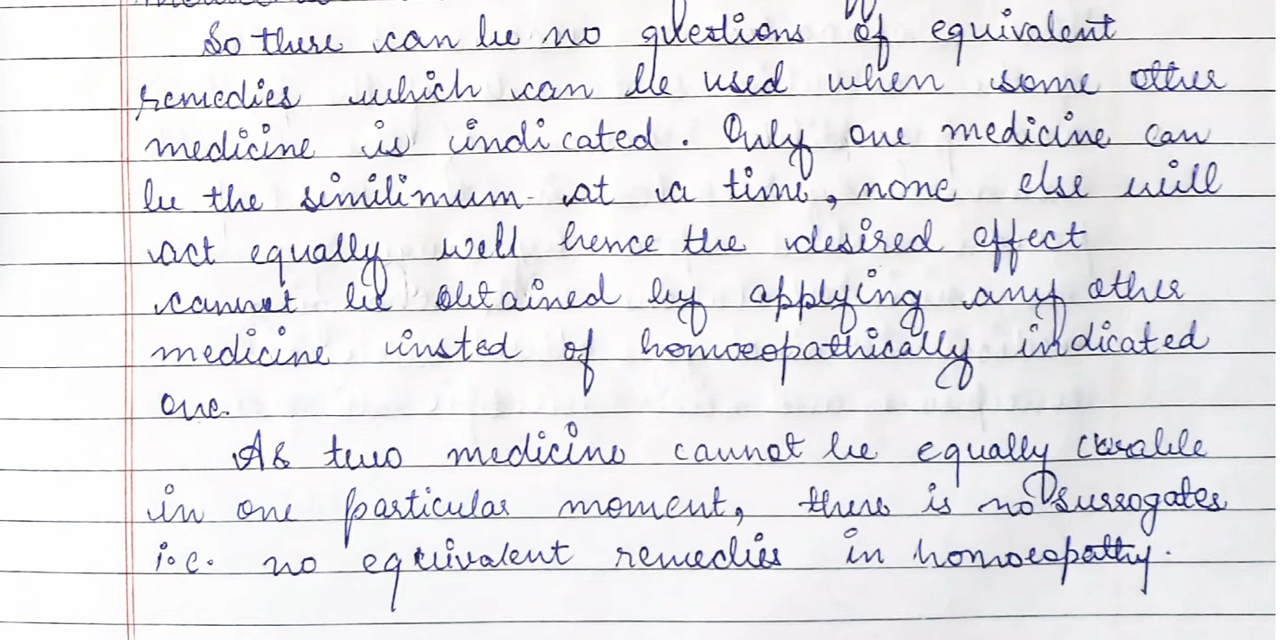 So there can be no questions of equivalent
remedies which can be used when some other
medicine is indicated. Only one medicine can
be the similimum at a time, none else will
act equally well hence the desired effect
cannot be obtained by applying any other
medicine insted of homoeopathically indicated
one.
As two medicine cannot be equally curable
in one particular moment, there is no surrogates
i.e. no equivalent remedies in homoeopathy.